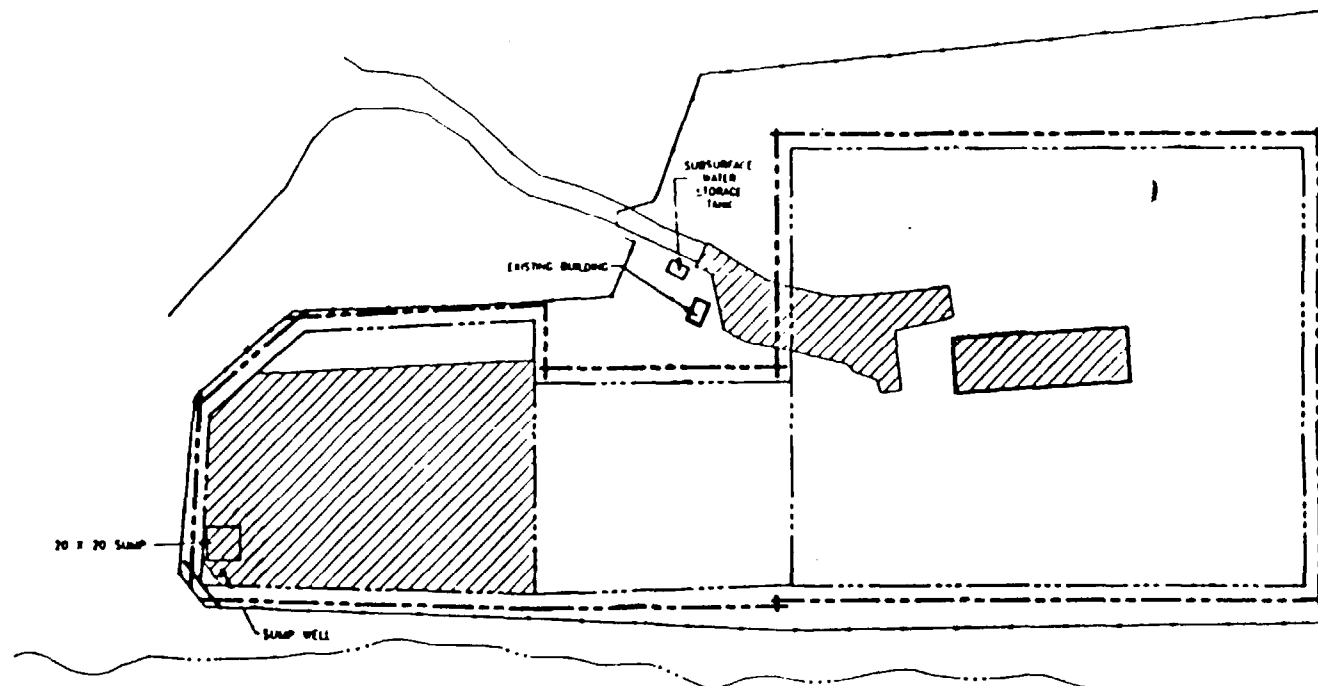 SUBSURFACE
WATER
STORAGE
TANK
EXISTING BUILDING
20 X 20 SUMP
SUMP WELL